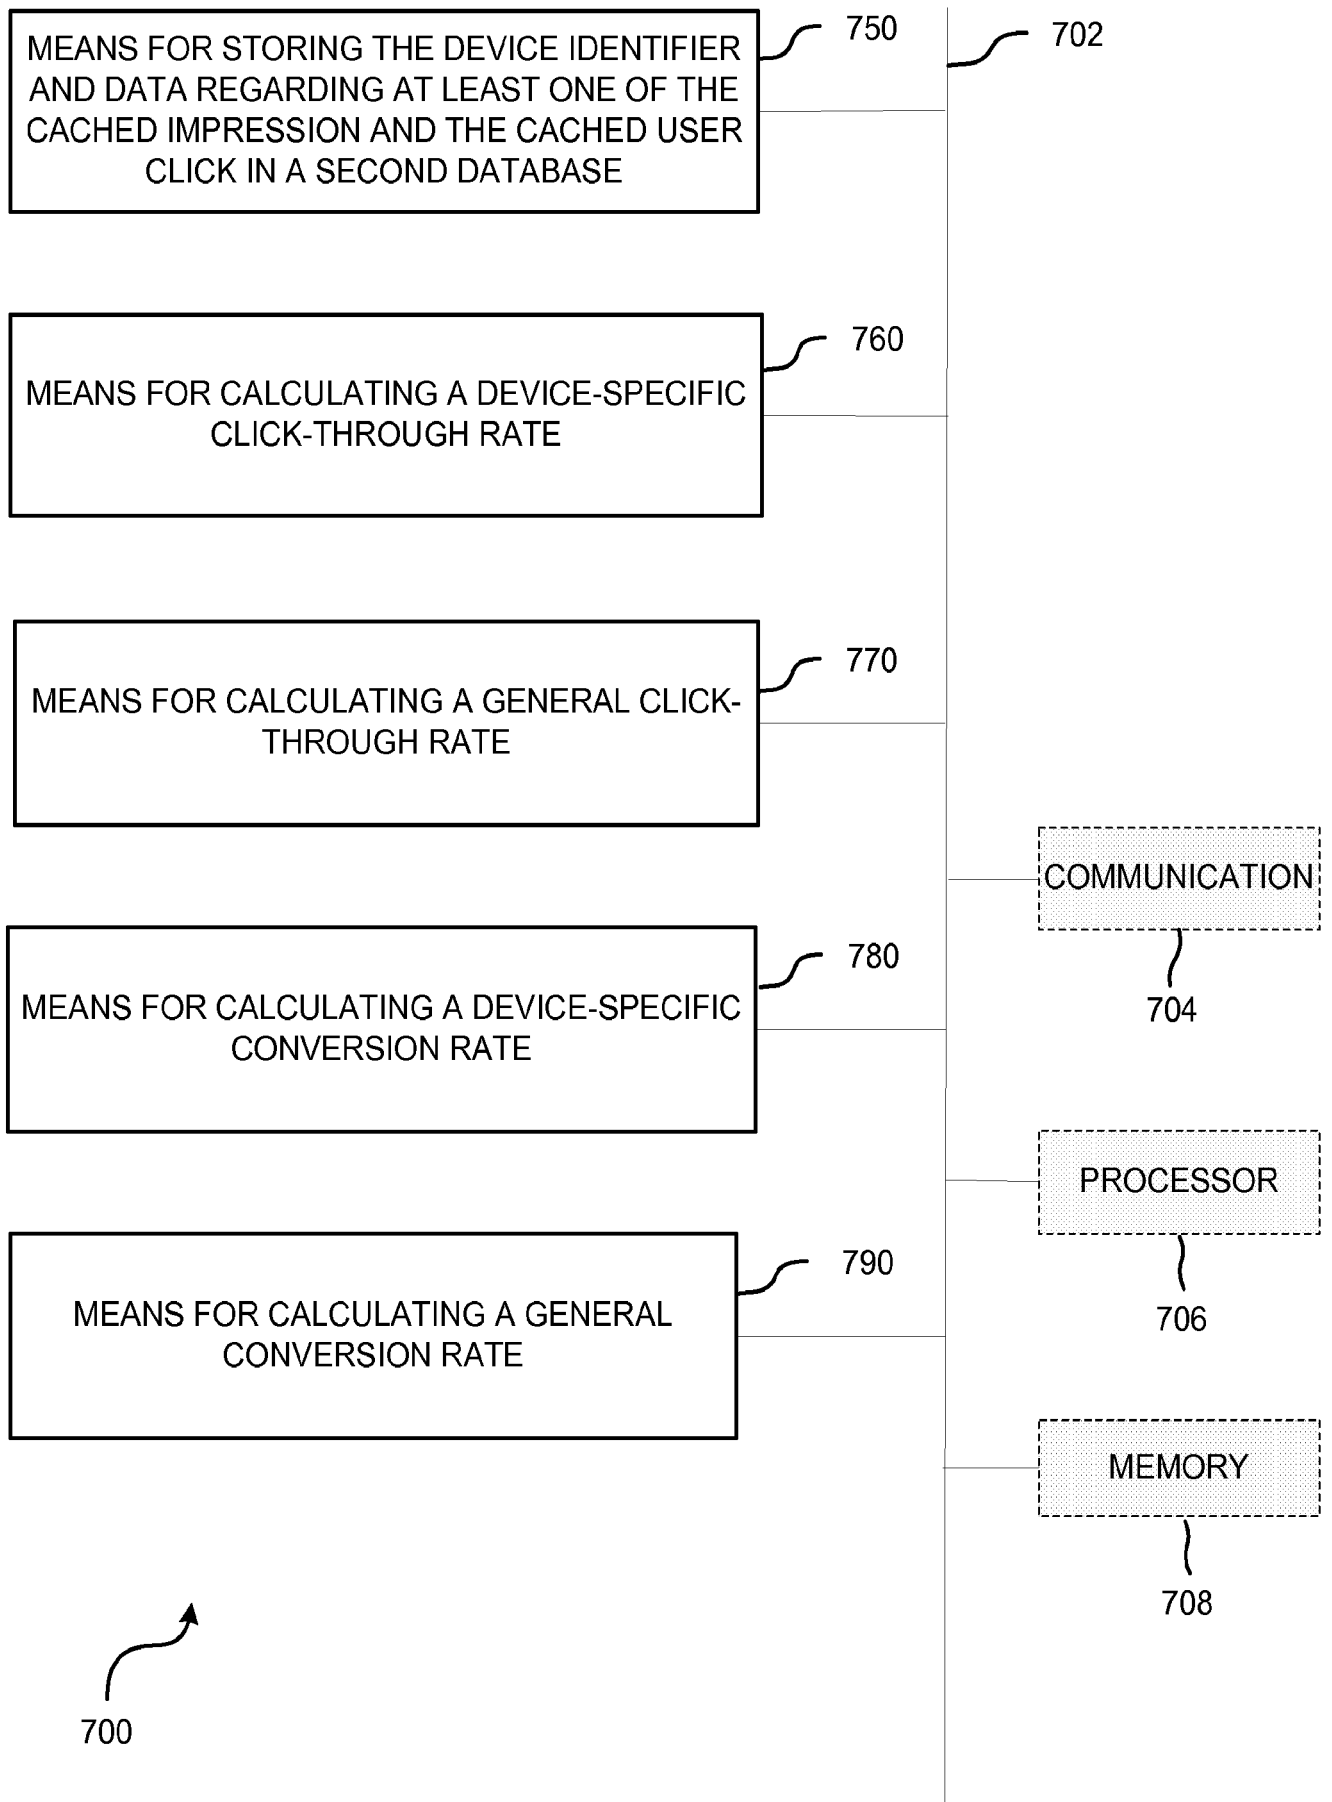 MEANS FOR STORING THE DEVICE IDENTIFIER
AND DATA REGARDING AT LEAST ONE OF THE
CACHED IMPRESSION AND THE CACHED USER
CLICK IN A SECOND DATABASE
750
702
MEANS FOR CALCULATING A DEVICE-SPECIFIC
CLICK-THROUGH RATE
760
MEANS FOR CALCULATING A GENERAL CLICK-
THROUGH RATE
770
COMMUNICATION
704
MEANS FOR CALCULATING A DEVICE-SPECIFIC
CONVERSION RATE
780
PROCESSOR
706
MEANS FOR CALCULATING A GENERAL
CONVERSION RATE
790
MEMORY
708
700